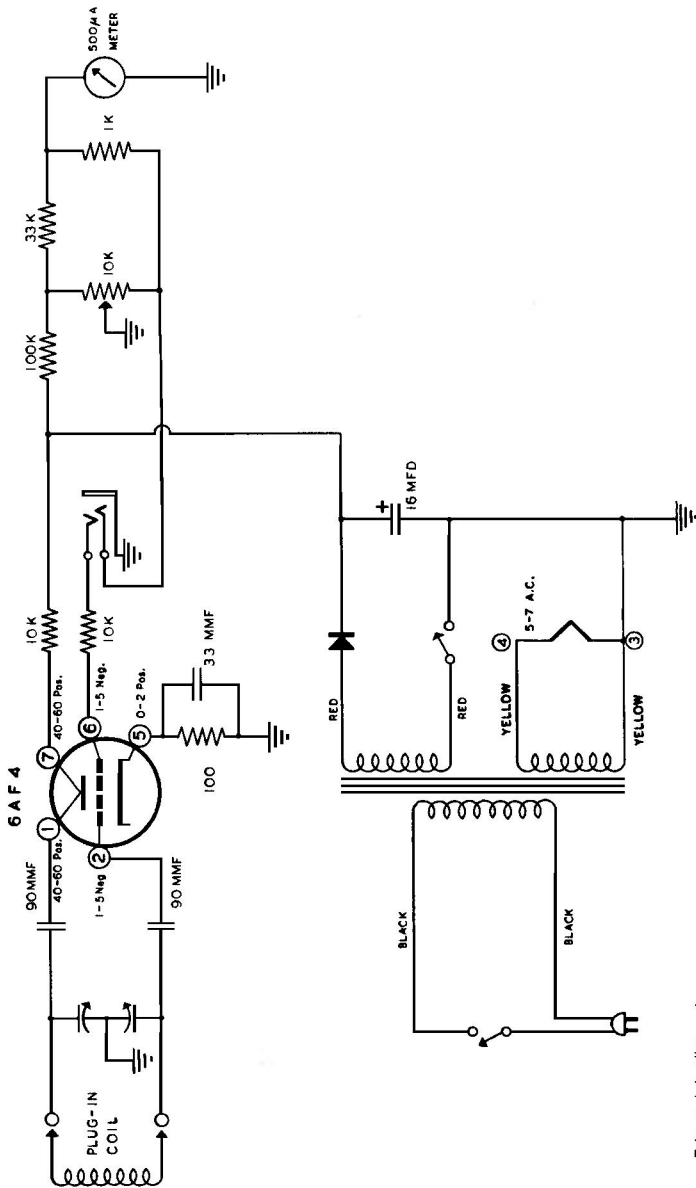 6AF4
500μA
METER
1K
33K
10K
100K
10K
40-60 Pos.
7
1-5 Neg.
6
10K
5
0-2 Pos.
33 MMF
100
1
40-60 Pos.
90 MMF
2
1-5 Neg
90 MMF
PLUG-IN
COIL
16 MFD
+
RED
RED
5-7 A.C.
4
3
YELLOW
YELLOW
BLACK
BLACK